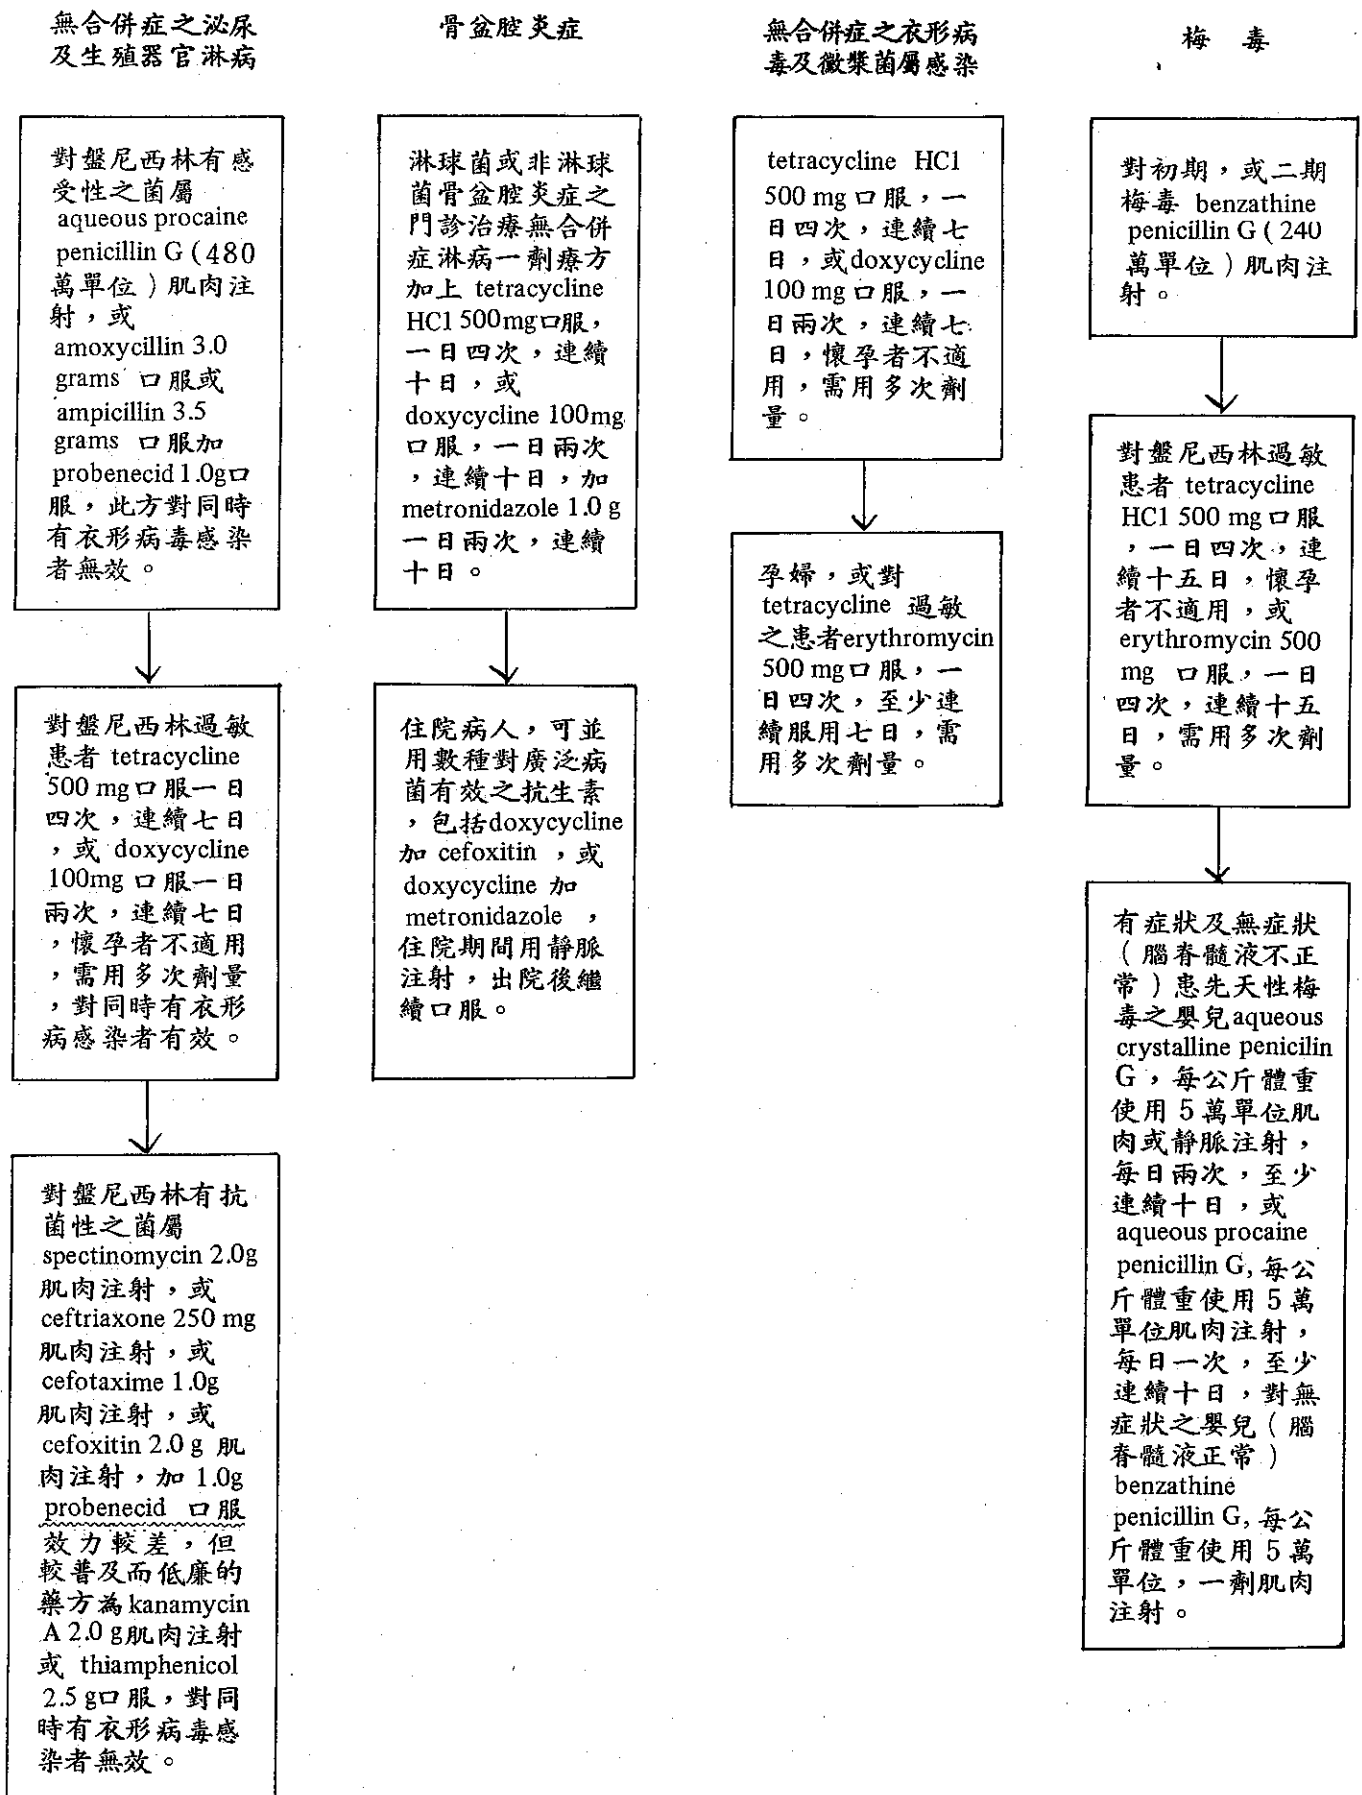 無合併症之泌尿
及生殖器官淋病
對盤尼西林有感
受性之菌屬
aqueous procaine
penicillin G (480
萬單位)肌肉注
射，或
amoxycillin 3.0
grams 口服或
ampicillin 3.5
grams 口服加
probenecid 1.0g口
服，此方對同時
有衣形病毒感染
者無效。
對盤尼西林過敏
患者 tetracycline
500 mg口服一日
四次，連續七日
，或 doxycycline
100mg 口服一日
兩次，連續七日
，懷孕者不適用
，需用多次劑量
，對同時有衣形
病感染者有效。
對盤尼西林有抗
菌性之菌屬
spectinomycin 2.0g
肌肉注射，或
ceftriaxone 250 mg
肌肉注射，或
cefotaxime 1.0g
肌肉注射，或
cefoxitin 2.0 g 肌
肉注射，加 1.0g
probenecid 口服
效力較差，但
較普及而低廉的
藥方為kanamycin
A 2.0 g肌肉注射
或 thiamphenicol
2.5 g口服，對同
時有衣形病毒感
染者無效。
骨盆腔炎症
淋球菌或非淋球
菌骨盆腔炎症之
門診治療無合併
症淋病一劑療方
加上 tetracycline
HC1 500mg口服，
一日四次，連續
十日，或
doxycycline 100mg
口服，一日兩次
，連續十日，加
metronidazole 1.0 g
一日兩次，連續
十日。
住院病人，可並
用數種對廣泛病
菌有效之抗生素
，包括doxycycline
加 cefoxitin ，或
doxycycline 加
metronidazole ，
住院期間用靜脈
注射，出院後繼
續口服。
無合併症之衣形病
毒及黴漿菌屬感染
tetracycline HC1
500 mg 口服，一
日四次，連續七
日，或doxycycline
100 mg 口服，一
日兩次，連續七
日，懷孕者不適
用，需用多次劑
量。
孕婦，或對
tetracycline 過敏
之患者erythromycin
500 mg口服，一
日四次，至少連
續服用七日，需
用多次劑量。
梅 毒
對初期，或二期
梅毒 benzathine
penicillin G ( 240
萬單位)肌肉注
射。
對盤尼西林過敏
患者 tetracycline
HC1 500 mg 口服
，一日四次，連
續十五日，懷孕
者不適用，或
erythromycin 500
mg 口服，一日
四次，連續十五
日，需用多次劑
量。
有症狀及無症狀
(腦脊髓液不正
常)患先天性梅
毒之嬰兒aqueous
crystalline penicilin
G，每公斤體重
使用 5 萬單位肌
肉或靜脈注射，
每日兩次，至少
連續十日，或
aqueous procaine
penicillin G, 每公
斤體重使用 5 萬
單位肌肉注射，
每日一次，至少
連續十日，對無
症狀之嬰兒(腦
脊髓液正常)
benzathine
penicillin G, 每公
斤體重使用 5 萬
單位，一劑肌肉
注射。